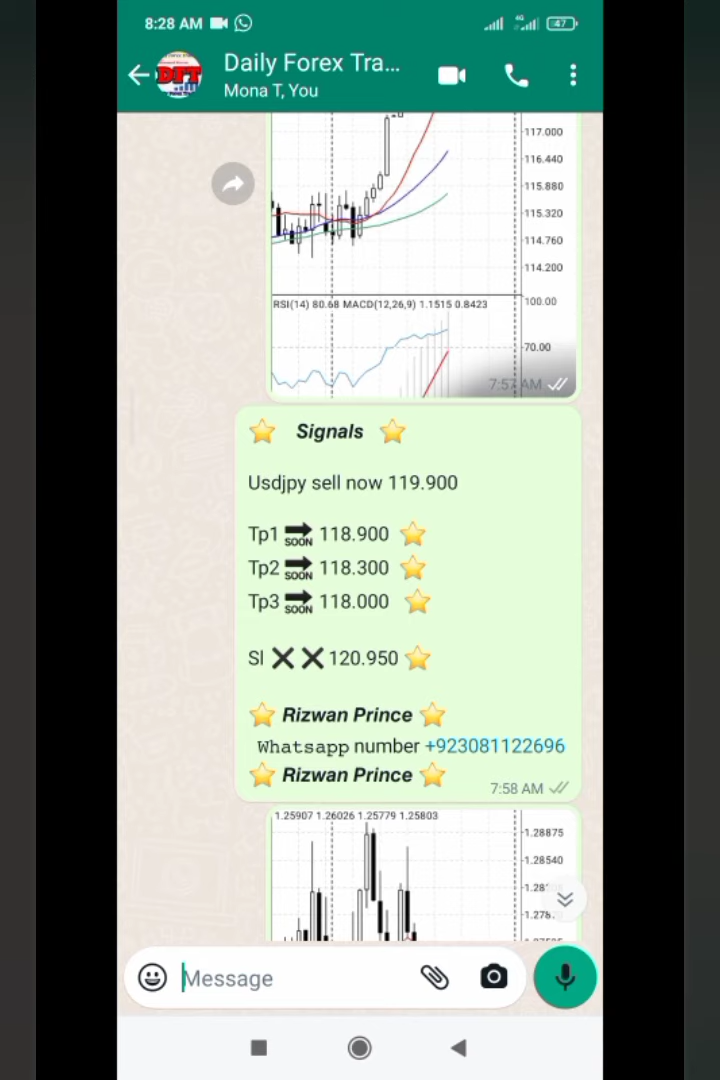 8:28 AM
4G
47
DFT
Daily Forex Tra...
Mona T, You
117.000
116.440
115.880
115.320
114.760
114.200
RSI(14) 80.68 MACD(12,26,9) 1.1515 0.8423
100.00
70.00
7:57 AM
Signals
Usdjpy sell now 119.900
Tp1 SOON 118.900
Tp2 SOON 118.300
Tp3 SOON 118.000
Sl ❌❌ 120.950
Rizwan Prince
Whatsapp number +923081122696
Rizwan Prince
7:58 AM
1.25907 1.26026 1.25779 1.25803
1.28875
1.28540
Message